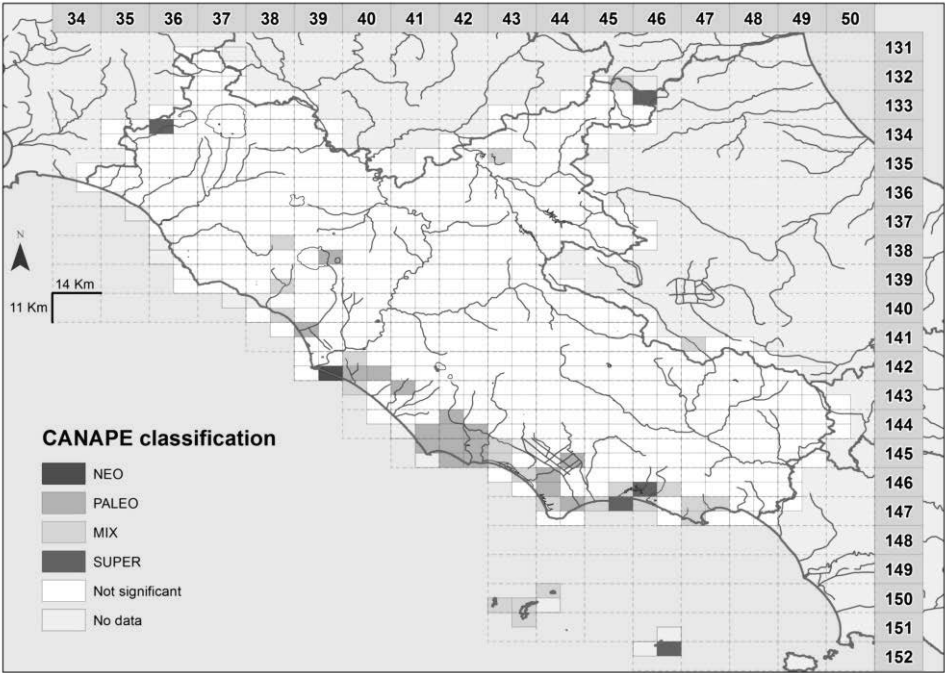 34 35 36 37 38 39 40 41 42 43 44 45 46 47 48 49 50
131
132
133
134
135
136
137
138
139
140
141
142
143
144
145
146
147
148
149
150
151
152
N
14 Km
11 Km
CANAPE classification
NEO
PALEO
MIX
SUPER
Not significant
No data